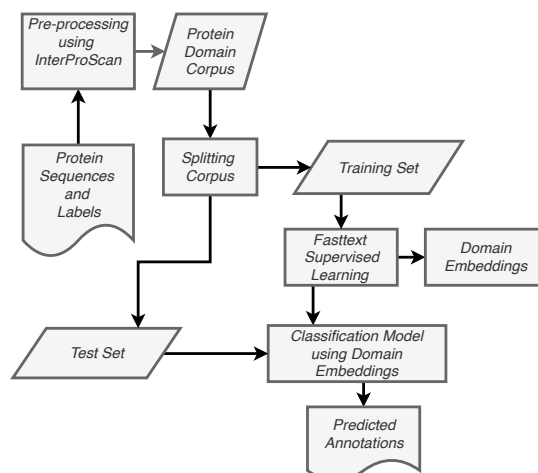 Pre-processing
using
InterProScan
Protein
Domain
Corpus
Protein
Sequences
and
Labels
Splitting
Corpus
Training Set
Fasttext
Supervised
Learning
Domain
Embeddings
Test Set
Classification Model
using Domain
Embeddings
Predicted
Annotations